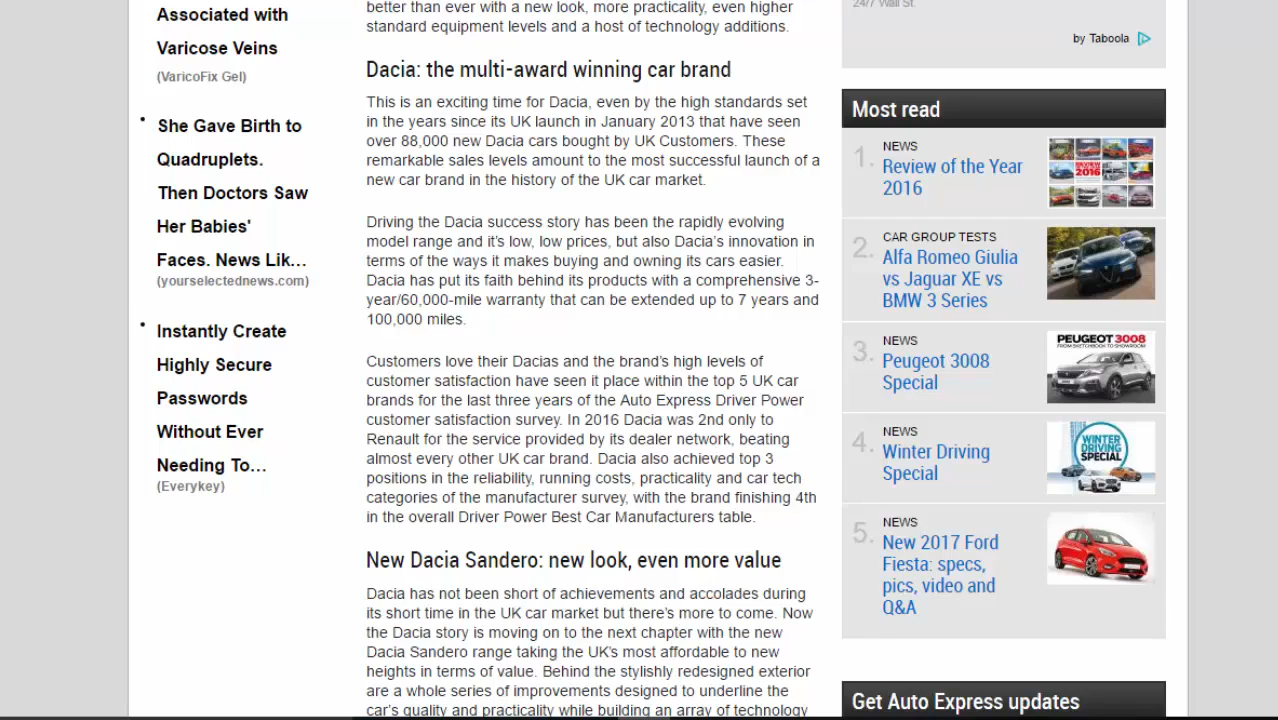 Associated with
Varicose Veins
(VaricoFix Gel)
She Gave Birth to
Quadruplets.
Then Doctors Saw
Her Babies'
Faces. News Lik...
(yourselectednews.com)
Instantly Create
Highly Secure
Passwords
Without Ever
Needing To...
(Everykey)
better than ever with a new look, more practicality, even higher
standard equipment levels and a host of technology additions.
Dacia: the multi-award winning car brand
This is an exciting time for Dacia, even by the high standards set
in the years since its UK launch in January 2013 that have seen
over 88,000 new Dacia cars bought by UK Customers. These
remarkable sales levels amount to the most successful launch of a
new car brand in the history of the UK car market.
Driving the Dacia success story has been the rapidly evolving
model range and it's low, low prices, but also Dacia's innovation in
terms of the ways it makes buying and owning its cars easier.
Dacia has put its faith behind its products with a comprehensive 3-
year/60,000-mile warranty that can be extended up to 7 years and
100,000 miles.
Customers love their Dacias and the brand's high levels of
customer satisfaction have seen it place within the top 5 UK car
brands for the last three years of the Auto Express Driver Power
customer satisfaction survey. In 2016 Dacia was 2nd only to
Renault for the service provided by its dealer network, beating
almost every other UK car brand. Dacia also achieved top 3
positions in the reliability, running costs, practicality and car tech
categories of the manufacturer survey, with the brand finishing 4th
in the overall Driver Power Best Car Manufacturers table.
New Dacia Sandero: new look, even more value
Dacia has not been short of achievements and accolades during
its short time in the UK car market but there's more to come. Now
the Dacia story is moving on to the next chapter with the new
Dacia Sandero range taking the UK's most affordable to new
heights in terms of value. Behind the stylishly redesigned exterior
are a whole series of improvements designed to underline the
car's quality and practicality while building an array of technology
24/7 Wall St.
by Taboola
Most read
1.
NEWS
Review of the Year
2016
REVIEW
2016
2.
CAR GROUP TESTS
Alfa Romeo Giulia
vs Jaguar XE vs
BMW 3 Series
3.
NEWS
Peugeot 3008
Special
PEUGEOT 3008
FROM SKETCHBOOK TO SHOWROOM
4.
NEWS
Winter Driving
Special
WINTER
DRIVING
SPECIAL
5.
NEWS
New 2017 Ford
Fiesta: specs,
pics, video and
Q&A
Get Auto Express updates